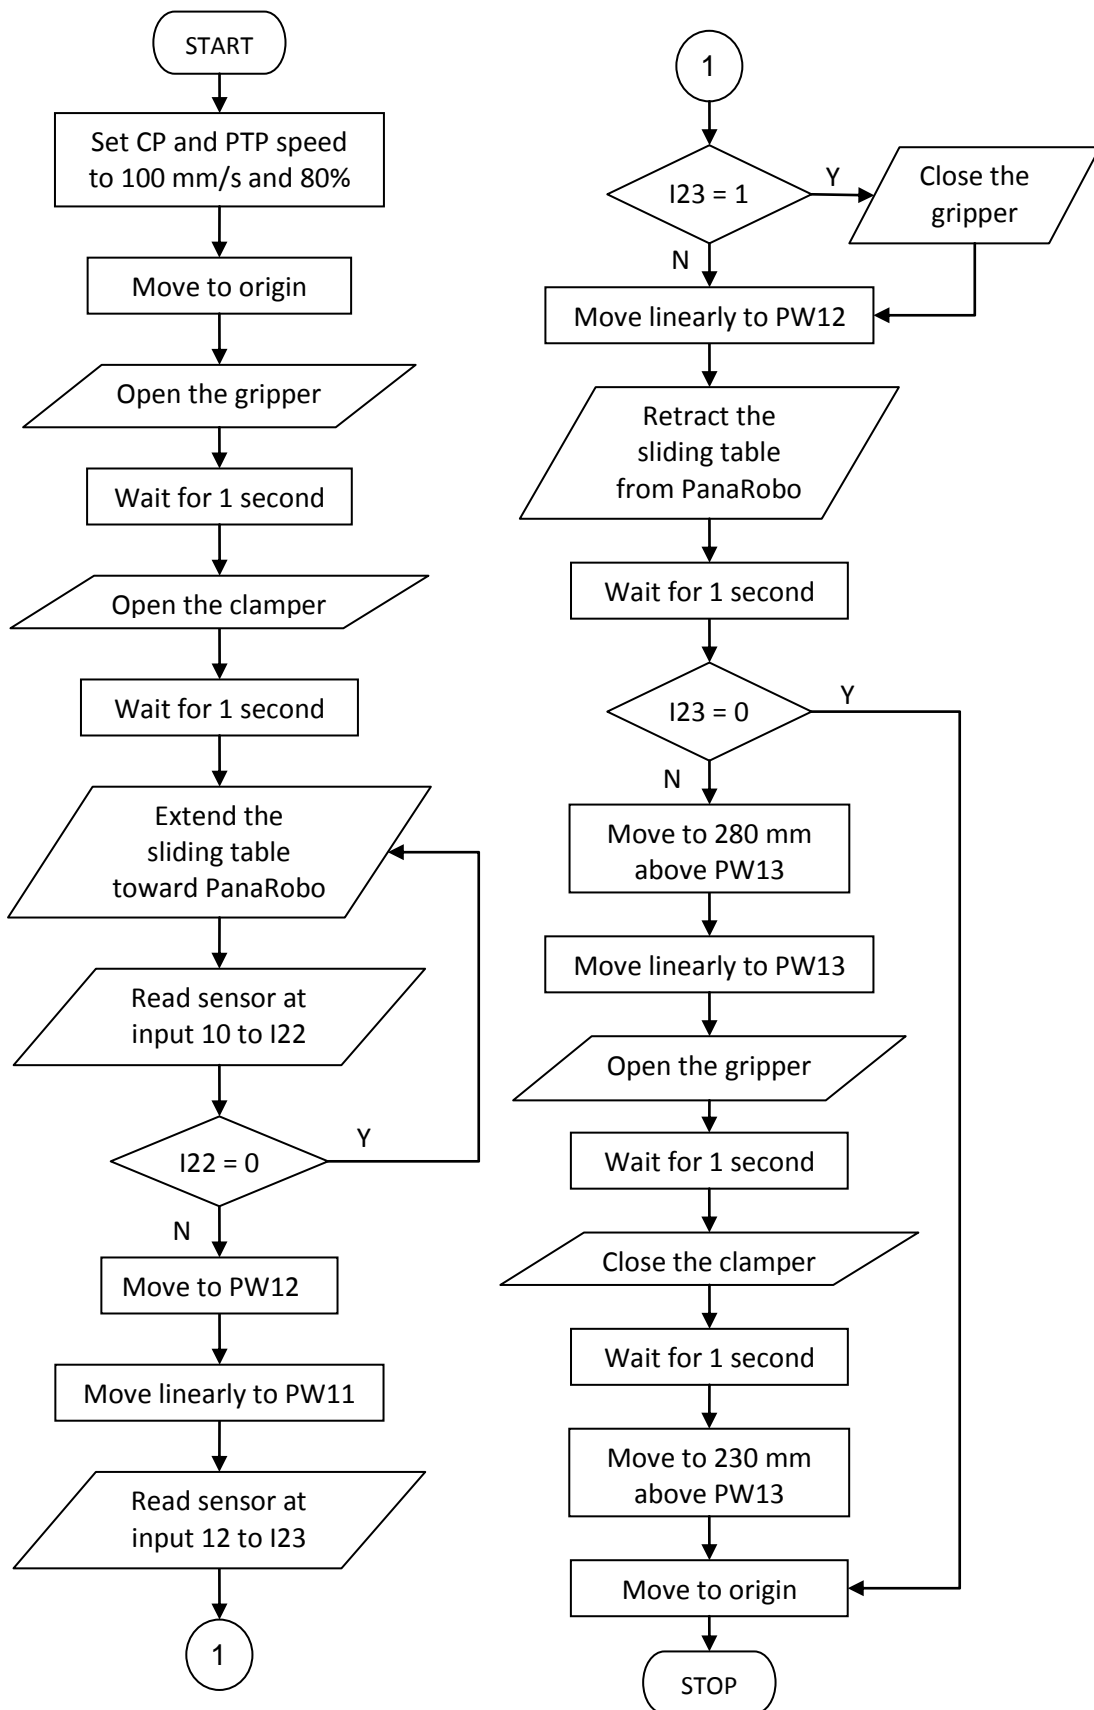 START
Set CP and PTP speed
to 100 mm/s and 80%
Move to origin
Open the gripper
Wait for 1 second
Open the clamper
Wait for 1 second
Extend the
sliding table
toward PanaRobo
Read sensor at
input 10 to I22
I22 = 0
Y
N
Move to PW12
Move linearly to PW11
Read sensor at
input 12 to I23
1
1
I23 = 1
Y
Close the
gripper
N
Move linearly to PW12
Retract the
sliding table
from PanaRobo
Wait for 1 second
I23 = 0
Y
N
Move to 280 mm
above PW13
Move linearly to PW13
Open the gripper
Wait for 1 second
Close the clamper
Wait for 1 second
Move to 230 mm
above PW13
Move to origin
STOP